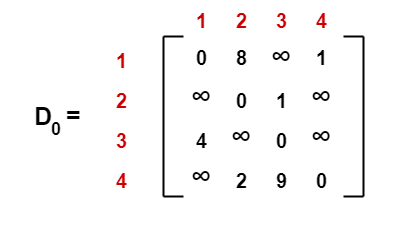 1 2 3 4
1 0 8 ∞ 1
2 ∞ 0 1 ∞
D₀ =
3 4 ∞ 0 ∞
4 ∞ 2 9 0